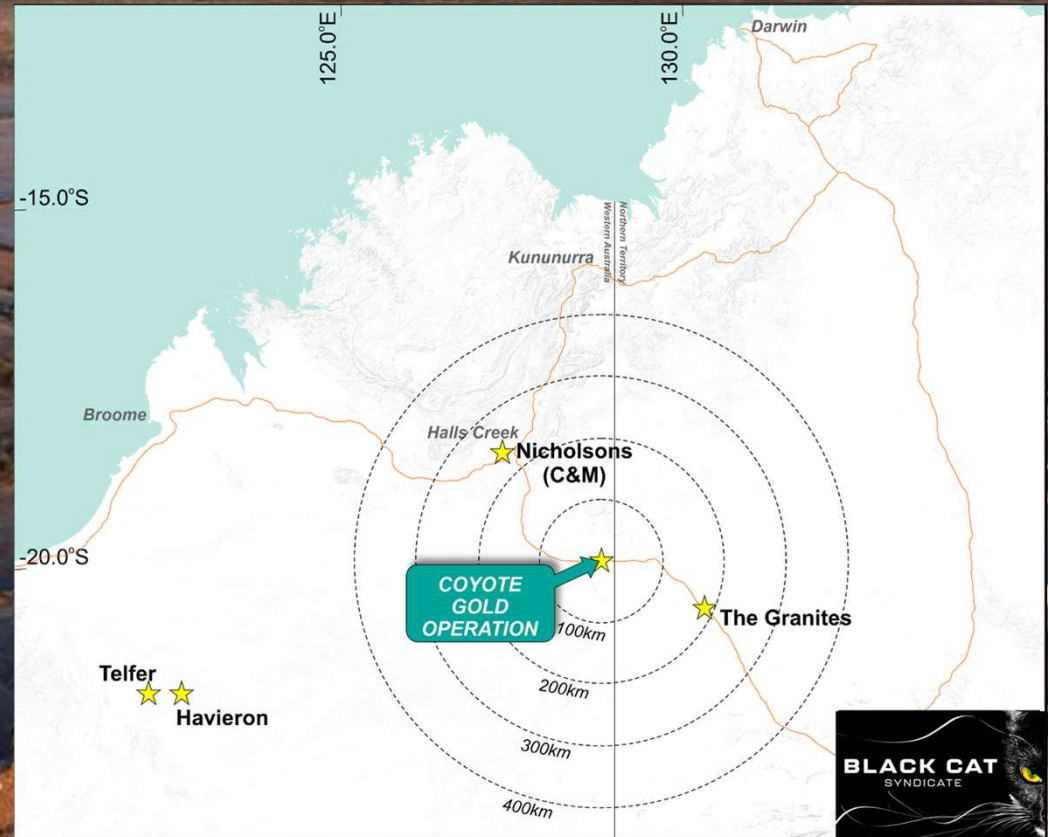 Darwin
125.0°E
130.0°E
-15.0°S
Northern Territory
Western Australia
Kununurra
Broome
Halls Creek
Nicholsons
(C&M)
-20.0°S
COYOTE
GOLD
OPERATION
100km
The Granites
200km
Telfer
Havieron
300km
400km
BLACK CAT
SYNDICATE